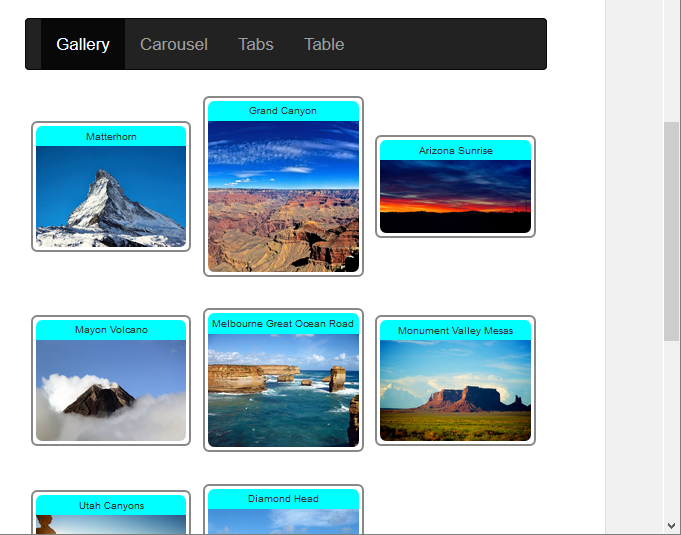 Gallery Carousel Tabs Table
Matterhorn
Grand Canyon
Arizona Sunrise
Mayon Volcano
Melbourne Great Ocean Road
Monument Valley Mesas
Utah Canyons
Diamond Head